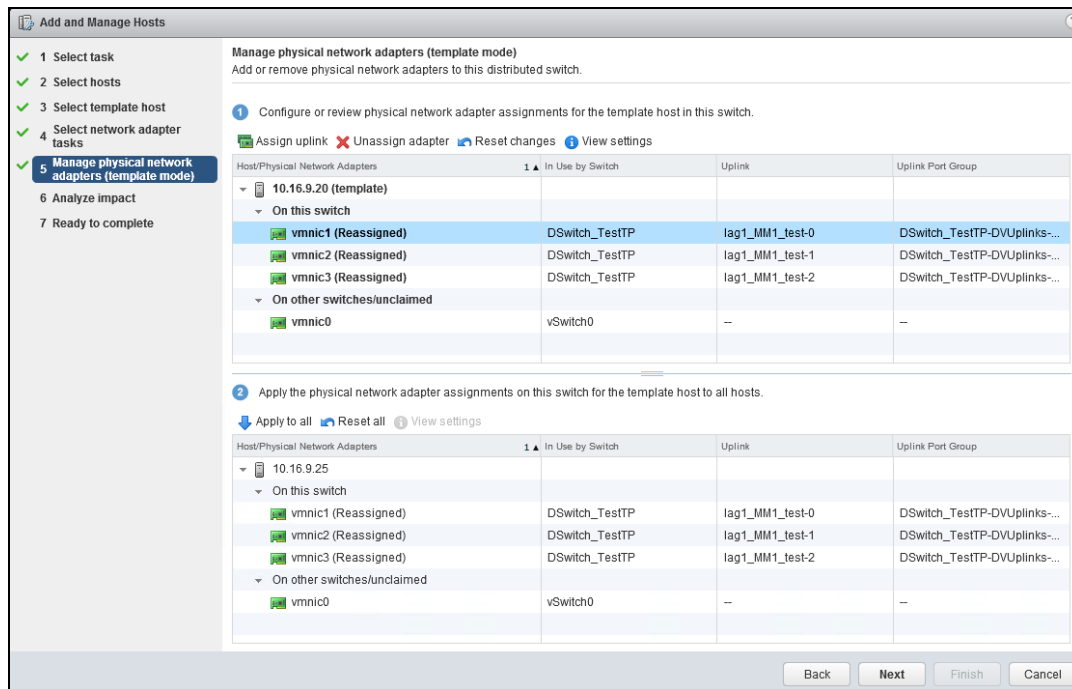 Add and Manage Hosts
1 Select task
2 Select hosts
3 Select template host
4 Select network adapter
tasks
5 Manage physical network
adapters (template mode)
6 Analyze impact
7 Ready to complete
Manage physical network adapters (template mode)
Add or remove physical network adapters to this distributed switch.
1 Configure or review physical network adapter assignments for the template host in this switch.
Assign uplink Unassign adapter Reset changes View settings
Host/Physical Network Adapters 1 ▲ In Use by Switch Uplink Uplink Port Group
10.16.9.20 (template)
On this switch
vmnic1 (Reassigned) DSwitch_TestTP lag1_MM1_test-0 DSwitch_TestTP-DVUplinks-...
vmnic2 (Reassigned) DSwitch_TestTP lag1_MM1_test-1 DSwitch_TestTP-DVUplinks-...
vmnic3 (Reassigned) DSwitch_TestTP lag1_MM1_test-2 DSwitch_TestTP-DVUplinks-...
On other switches/unclaimed
vmnic0 vSwitch0 -- --
2 Apply the physical network adapter assignments on this switch for the template host to all hosts.
Apply to all Reset all View settings
Host/Physical Network Adapters 1 ▲ In Use by Switch Uplink Uplink Port Group
10.16.9.25
On this switch
vmnic1 (Reassigned) DSwitch_TestTP lag1_MM1_test-0 DSwitch_TestTP-DVUplinks-...
vmnic2 (Reassigned) DSwitch_TestTP lag1_MM1_test-1 DSwitch_TestTP-DVUplinks-...
vmnic3 (Reassigned) DSwitch_TestTP lag1_MM1_test-2 DSwitch_TestTP-DVUplinks-...
On other switches/unclaimed
vmnic0 vSwitch0 -- --
Back Next Finish Cancel